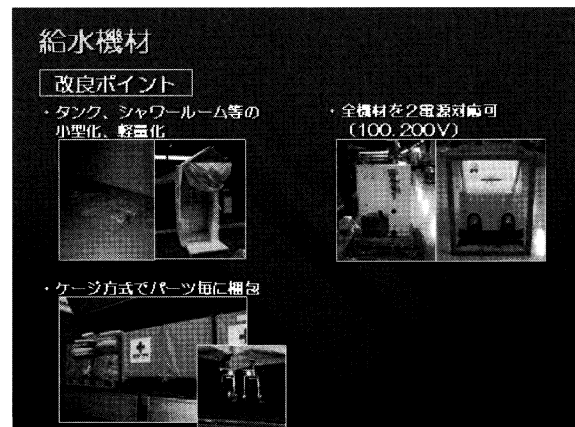 給水機材
改良ポイント
・タンク、シャワールーム等の
小型化、軽量化
・全機材を2電源対応可
(100. 200V)
・ケージ方式でパーツ毎に梱包